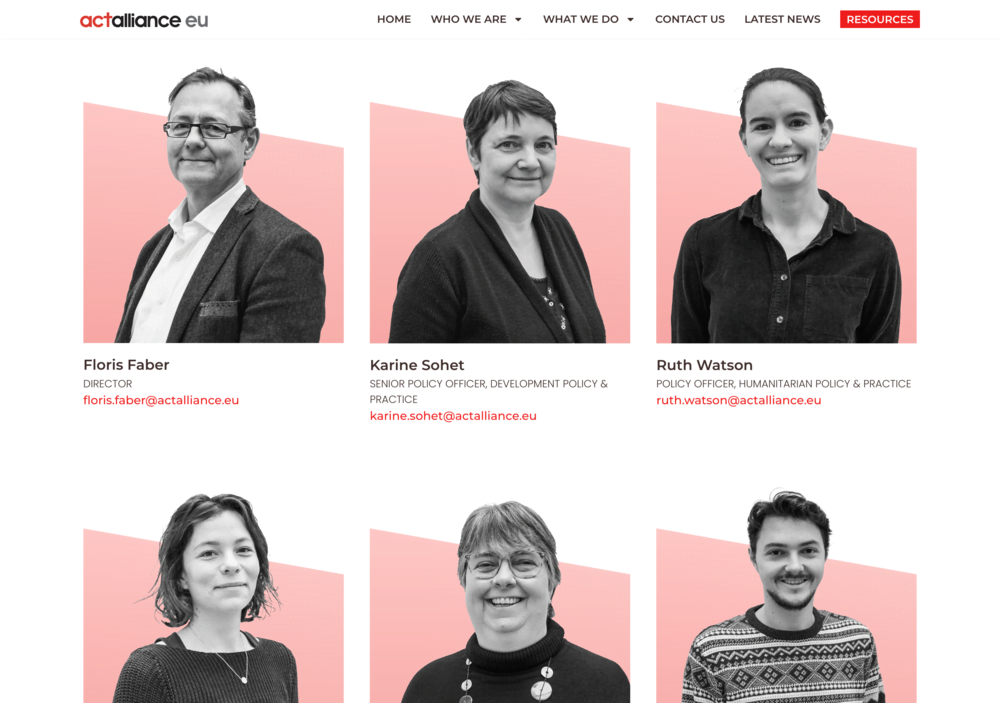 actalliance eu
HOME
WHO WE ARE
WHAT WE DO
CONTACT US
LATEST NEWS
RESOURCES
Floris Faber
DIRECTOR
floris.faber@actalliance.eu
Karine Sohet
SENIOR POLICY OFFICER, DEVELOPMENT POLICY &
PRACTICE
karine.sohet@actalliance.eu
Ruth Watson
POLICY OFFICER, HUMANITARIAN POLICY & PRACTICE
ruth.watson@actalliance.eu